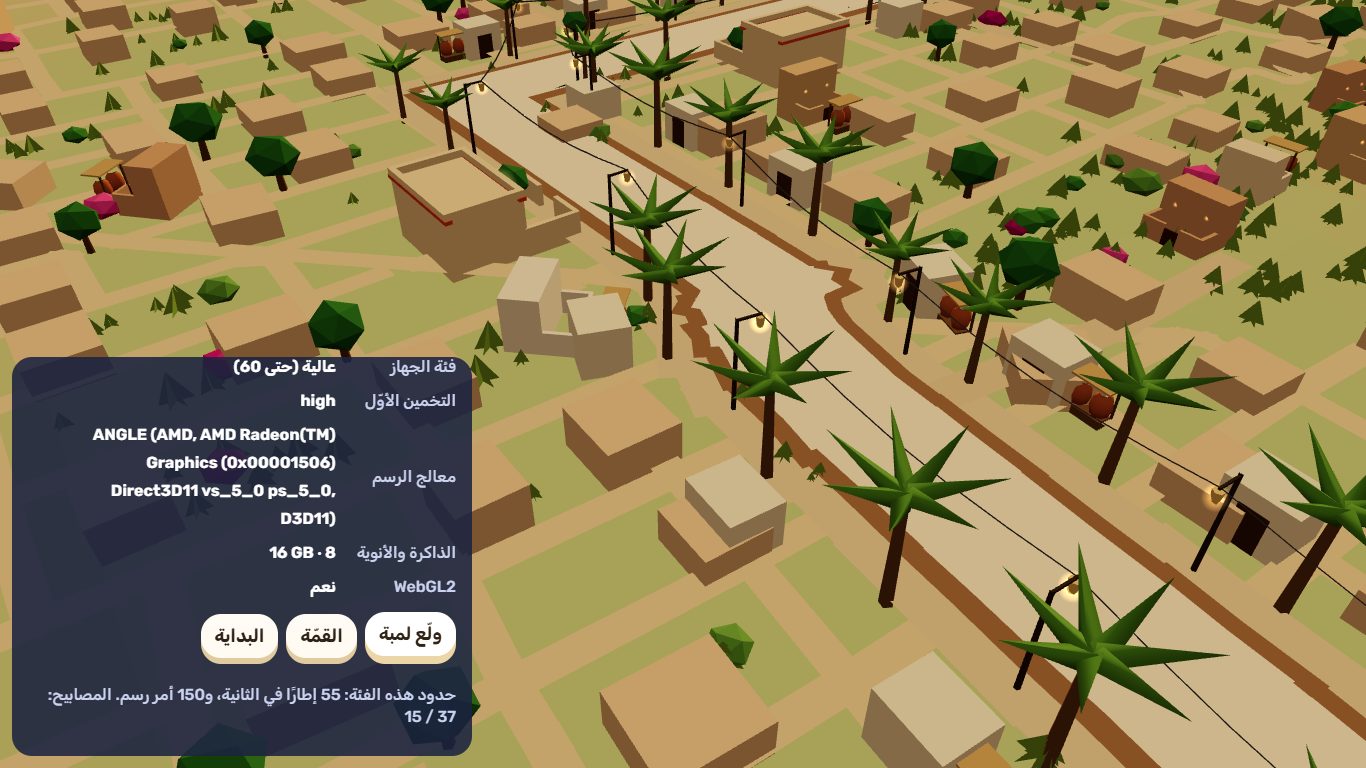 فئة الجهاز عالية (حتى 60)
التخمين الأوّل high
معالج الرسم ANGLE (AMD, AMD Radeon(TM)
Graphics (0x00001506)
Direct3D11 vs_5_0 ps_5_0,
D3D11)
الذاكرة والأنوية 8 · 16 GB
WebGL2 نعم
ولّع لمبة القمّة البداية
حدود هذه الفئة: 55 إطارًا في الثانية، و150 أمر رسم. المصابيح:
15 / 37